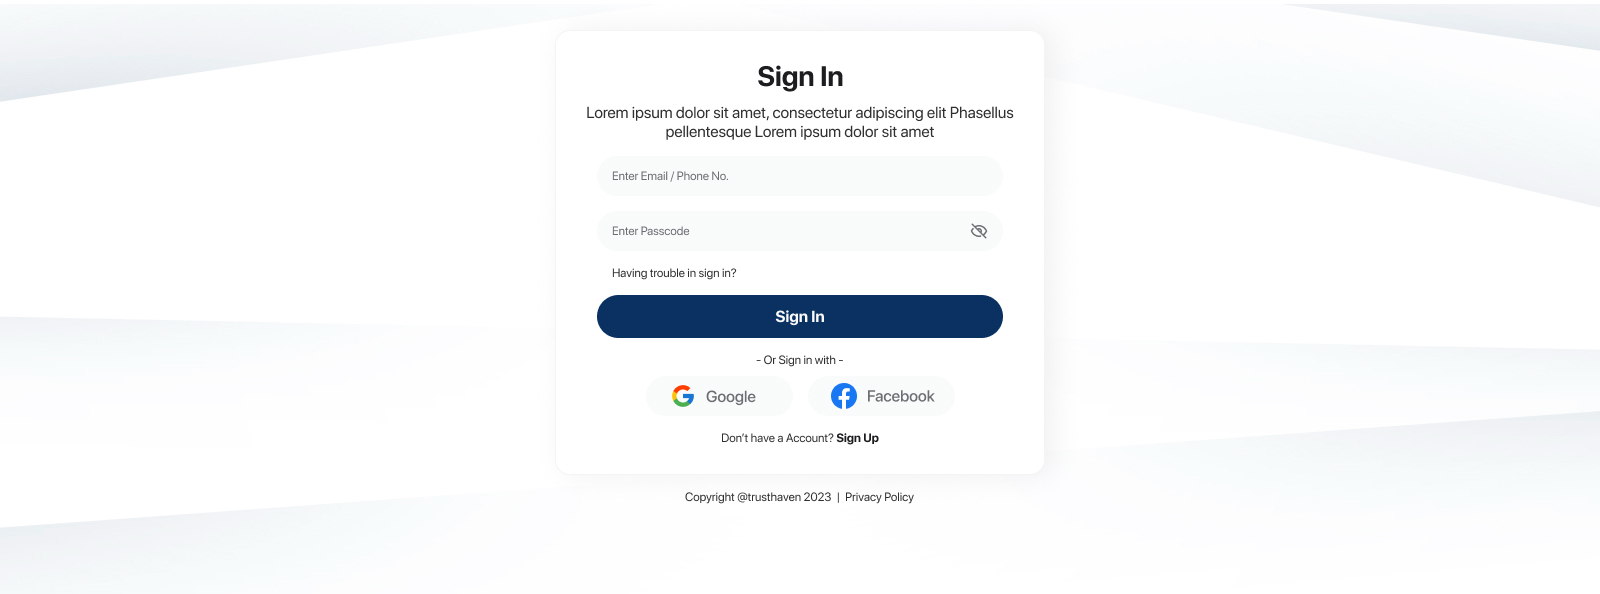 Sign In
Lorem ipsum dolor sit amet, consectetur adipiscing elit Phasellus
pellentesque Lorem ipsum dolor sit amet
Enter Email / Phone No.
Enter Passcode
Having trouble in sign in?
Sign In
- Or Sign in with -
Google
Facebook
Don't have a Account? Sign Up
Copyright @trusthaven 2023 | Privacy Policy